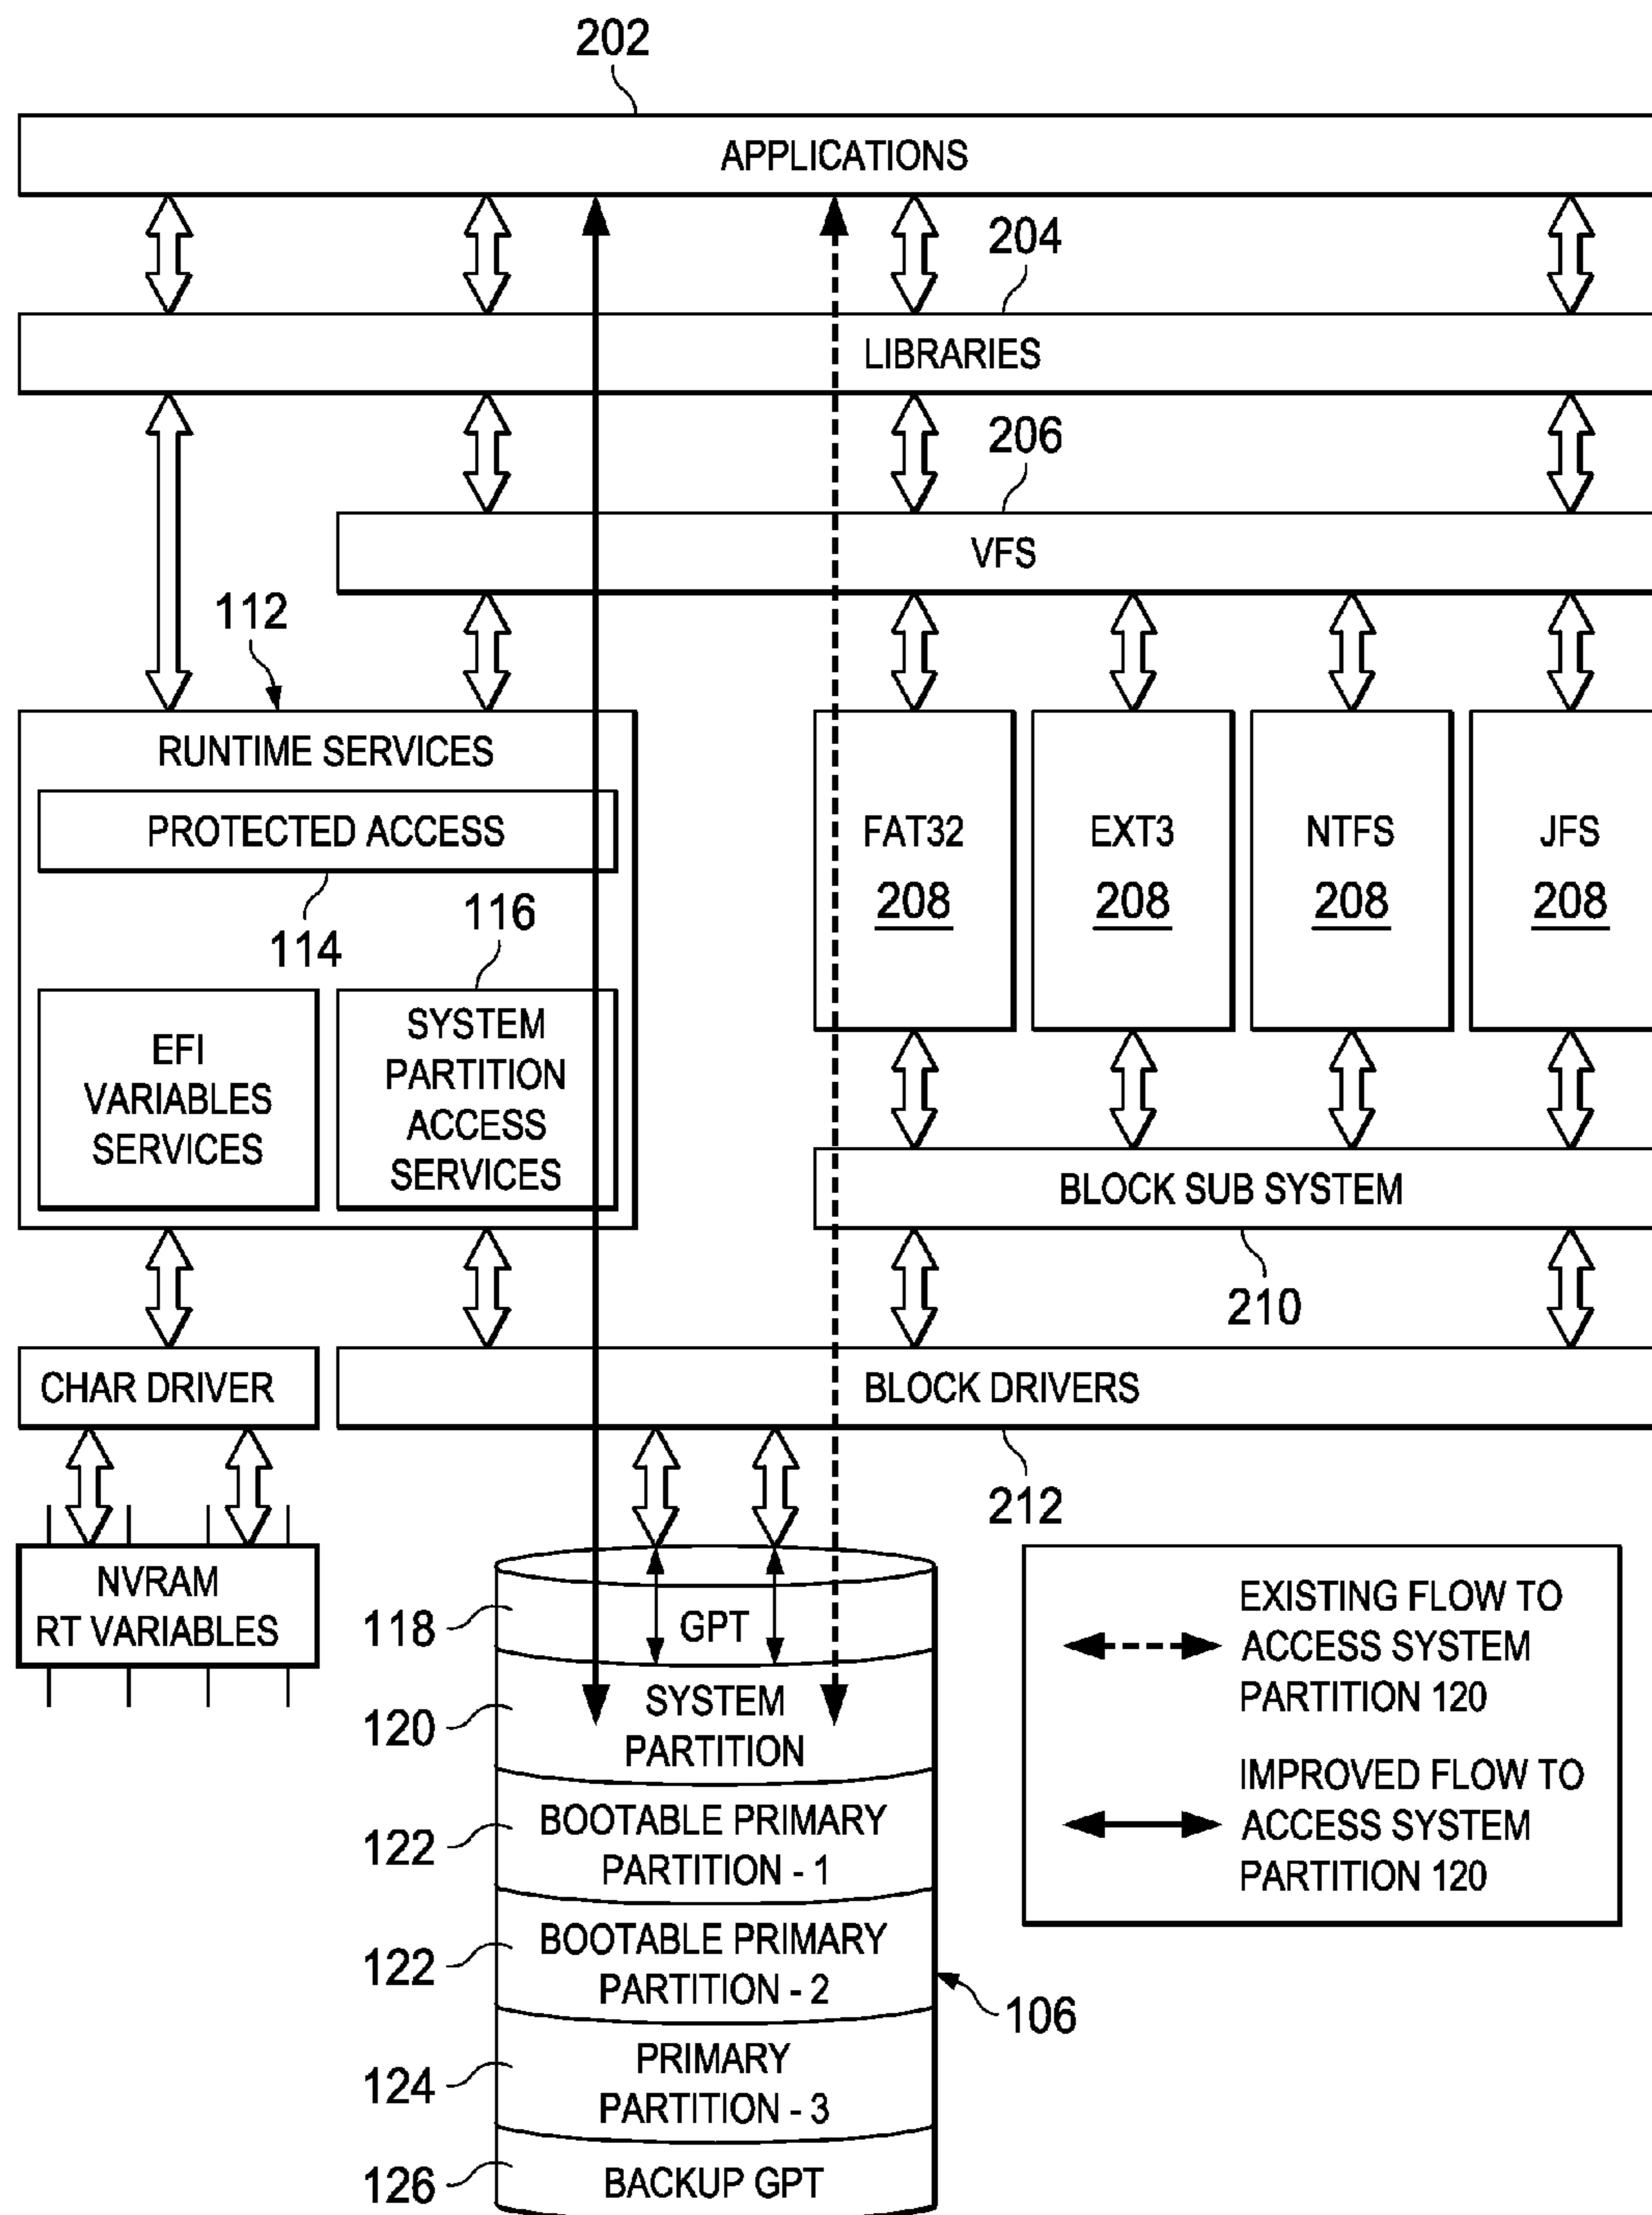 202
APPLICATIONS
204
LIBRARIES
206
VFS
112
RUNTIME SERVICES
PROTECTED ACCESS
114
116
EFI
VARIABLES
SERVICES
SYSTEM
PARTITION
ACCESS
SERVICES
FAT32
208
EXT3
208
NTFS
208
JFS
208
BLOCK SUB SYSTEM
210
CHAR DRIVER
BLOCK DRIVERS
212
NVRAM
RT VARIABLES
118
GPT
120
SYSTEM
PARTITION
122
BOOTABLE PRIMARY
PARTITION - 1
122
BOOTABLE PRIMARY
PARTITION - 2
106
124
PRIMARY
PARTITION - 3
126
BACKUP GPT
EXISTING FLOW TO
ACCESS SYSTEM
PARTITION 120
IMPROVED FLOW TO
ACCESS SYSTEM
PARTITION 120